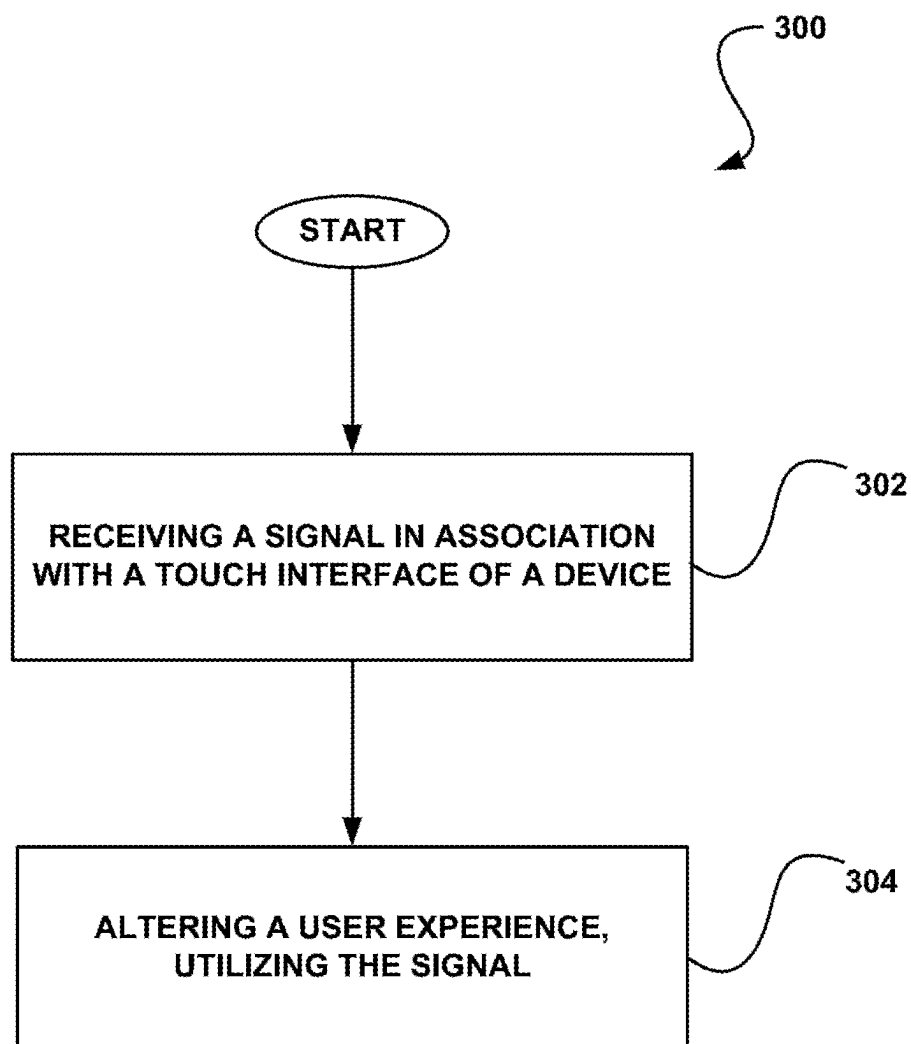 300
START
RECEIVING A SIGNAL IN ASSOCIATION
WITH A TOUCH INTERFACE OF A DEVICE
302
ALTERING A USER EXPERIENCE,
UTILIZING THE SIGNAL
304